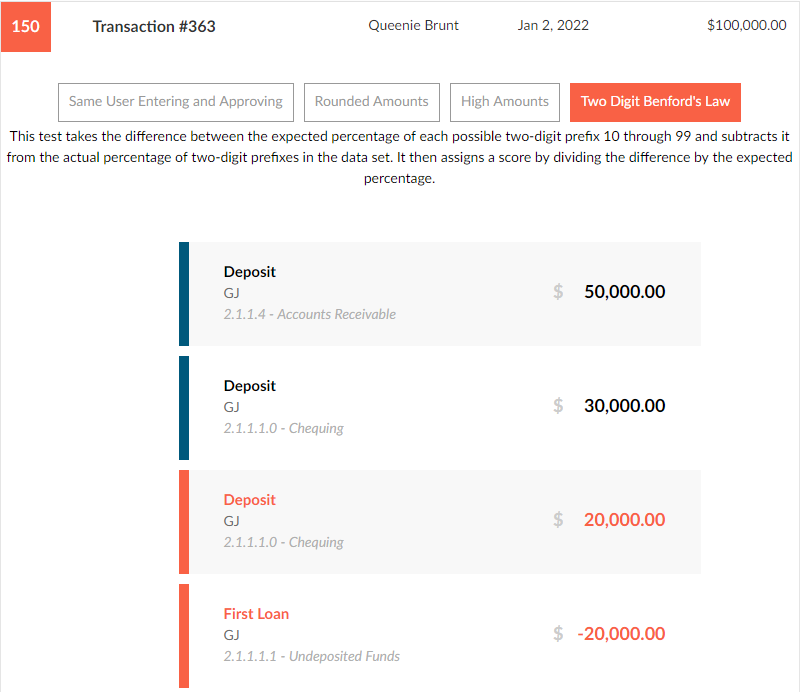 150 Transaction #363 Queenie Brunt Jan 2, 2022 $100,000.00
Same User Entering and Approving Rounded Amounts High Amounts Two Digit Benford's Law
This test takes the difference between the expected percentage of each possible two-digit prefix 10 through 99 and subtracts it
from the actual percentage of two-digit prefixes in the data set. It then assigns a score by dividing the difference by the expected
percentage.
Deposit
GJ
$ 50,000.00
2.1.1.4 - Accounts Receivable
Deposit
GJ
$ 30,000.00
2.1.1.1.0 - Chequing
Deposit
GJ
$ 20,000.00
2.1.1.1.0 - Chequing
First Loan
GJ
$ -20,000.00
2.1.1.1.1 - Undeposited Funds